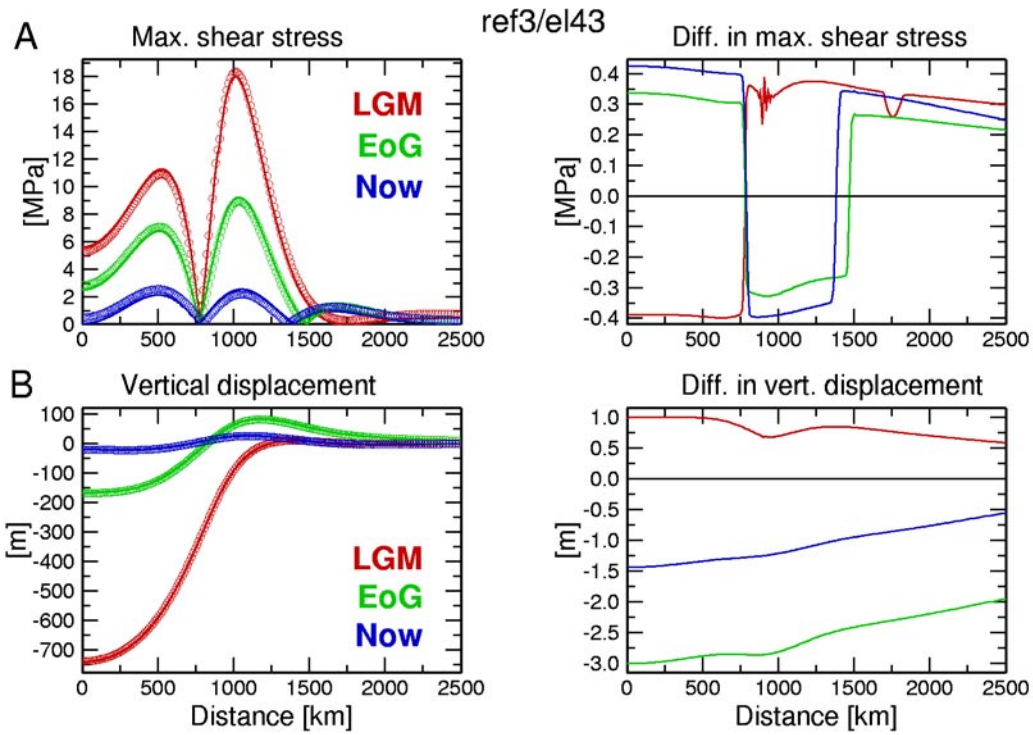 ref3/el43
A
Max. shear stress
Diff. in max. shear stress
[MPa]
18
16
14
12
10
8
6
4
2
0
LGM
EoG
Now
0 500 1000 1500 2000 2500
[MPa]
0.4
0.3
0.2
0.1
0.0
-0.1
-0.2
-0.3
-0.4
0 500 1000 1500 2000 2500
B
Vertical displacement
Diff. in vert. displacement
[m]
100
0
-100
-200
-300
-400
-500
-600
-700
LGM
EoG
Now
0 500 1000 1500 2000 2500
Distance [km]
[m]
1.0
0.5
0.0
-0.5
-1.0
-1.5
-2.0
-2.5
-3.0
0 500 1000 1500 2000 2500
Distance [km]